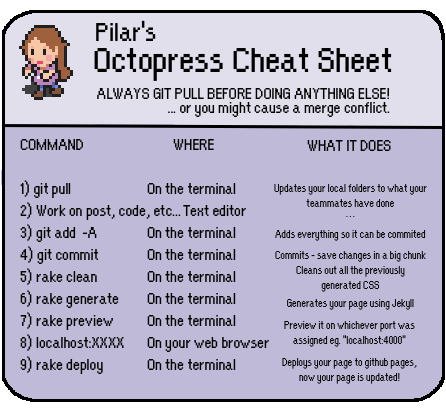 Pilar's
Octopress Cheat Sheet
ALWAYS GIT PULL BEFORE DOING ANYTHING ELSE!
... or you might cause a merge conflict.
COMMAND WHERE WHAT IT DOES
1) git pull On the terminal Updates your local folders to what your
teammates have done
2) Work on post, code, etc... Text editor ...
3) git add -A On the terminal Adds everything so it can be commited
4) git commit On the terminal Commits - save changes in a big chunk
5) rake clean On the terminal Cleans out all the previously
generated CSS
6) rake generate On the terminal Generates your page using Jekyll
7) rake preview On the terminal Preview it on whichever port was
assigned eg. "localhost:4000"
8) localhost:XXXX On your web browser
9) rake deploy On the terminal Deploys your page to github pages,
now your page is updated!